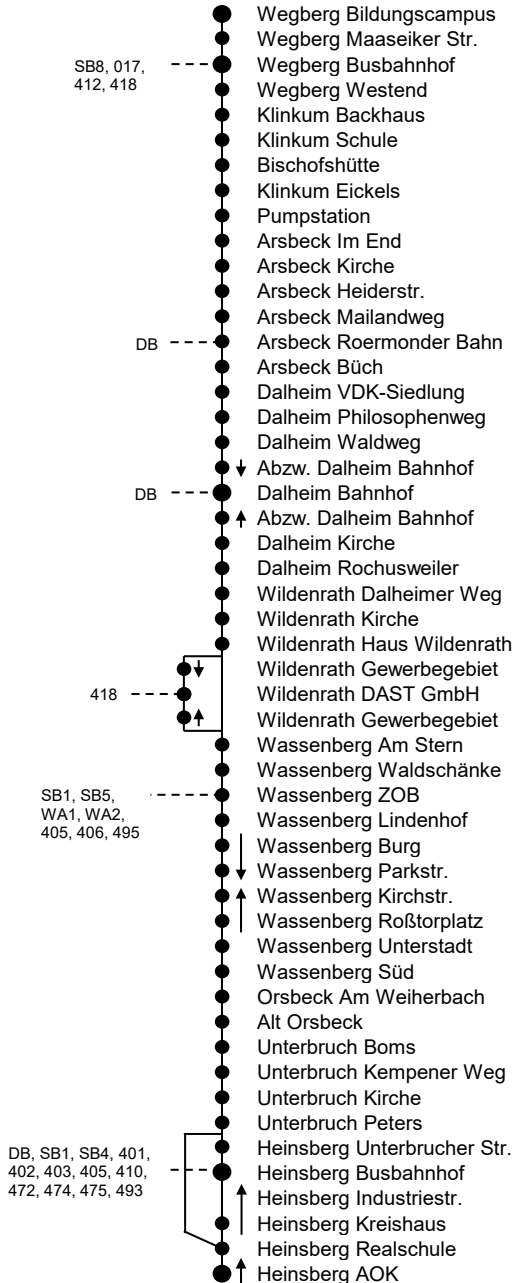 Wegberg Bildungscampus
Wegberg Maaseiker Str.
SB8, 017,
412, 418
Wegberg Busbahnhof
Wegberg Westend
Klinkum Backhaus
Klinkum Schule
Bischofshütte
Klinkum Eickels
Pumpstation
Arsbeck Im End
Arsbeck Kirche
Arsbeck Heiderstr.
Arsbeck Mailandweg
DB
Arsbeck Roermonder Bahn
Arsbeck Büch
Dalheim VDK-Siedlung
Dalheim Philosophenweg
Dalheim Waldweg
Abzw. Dalheim Bahnhof
DB
Dalheim Bahnhof
Abzw. Dalheim Bahnhof
Dalheim Kirche
Dalheim Rochusweiler
Wildenrath Dalheimer Weg
Wildenrath Kirche
Wildenrath Haus Wildenrath
Wildenrath Gewerbegebiet
418
Wildenrath DAST GmbH
Wildenrath Gewerbegebiet
Wassenberg Am Stern
Wassenberg Waldschänke
SB1, SB5,
WA1, WA2,
405, 406, 495
Wassenberg ZOB
Wassenberg Lindenhof
Wassenberg Burg
Wassenberg Parkstr.
Wassenberg Kirchstr.
Wassenberg Roßtorplatz
Wassenberg Unterstadt
Wassenberg Süd
Orsbeck Am Weiherbach
Alt Orsbeck
Unterbruch Boms
Unterbruch Kempener Weg
Unterbruch Kirche
Unterbruch Peters
Heinsberg Unterbrucher Str.
DB, SB1, SB4, 401,
402, 403, 405, 410,
472, 474, 475, 493
Heinsberg Busbahnhof
Heinsberg Industriestr.
Heinsberg Kreishaus
Heinsberg Realschule
Heinsberg AOK